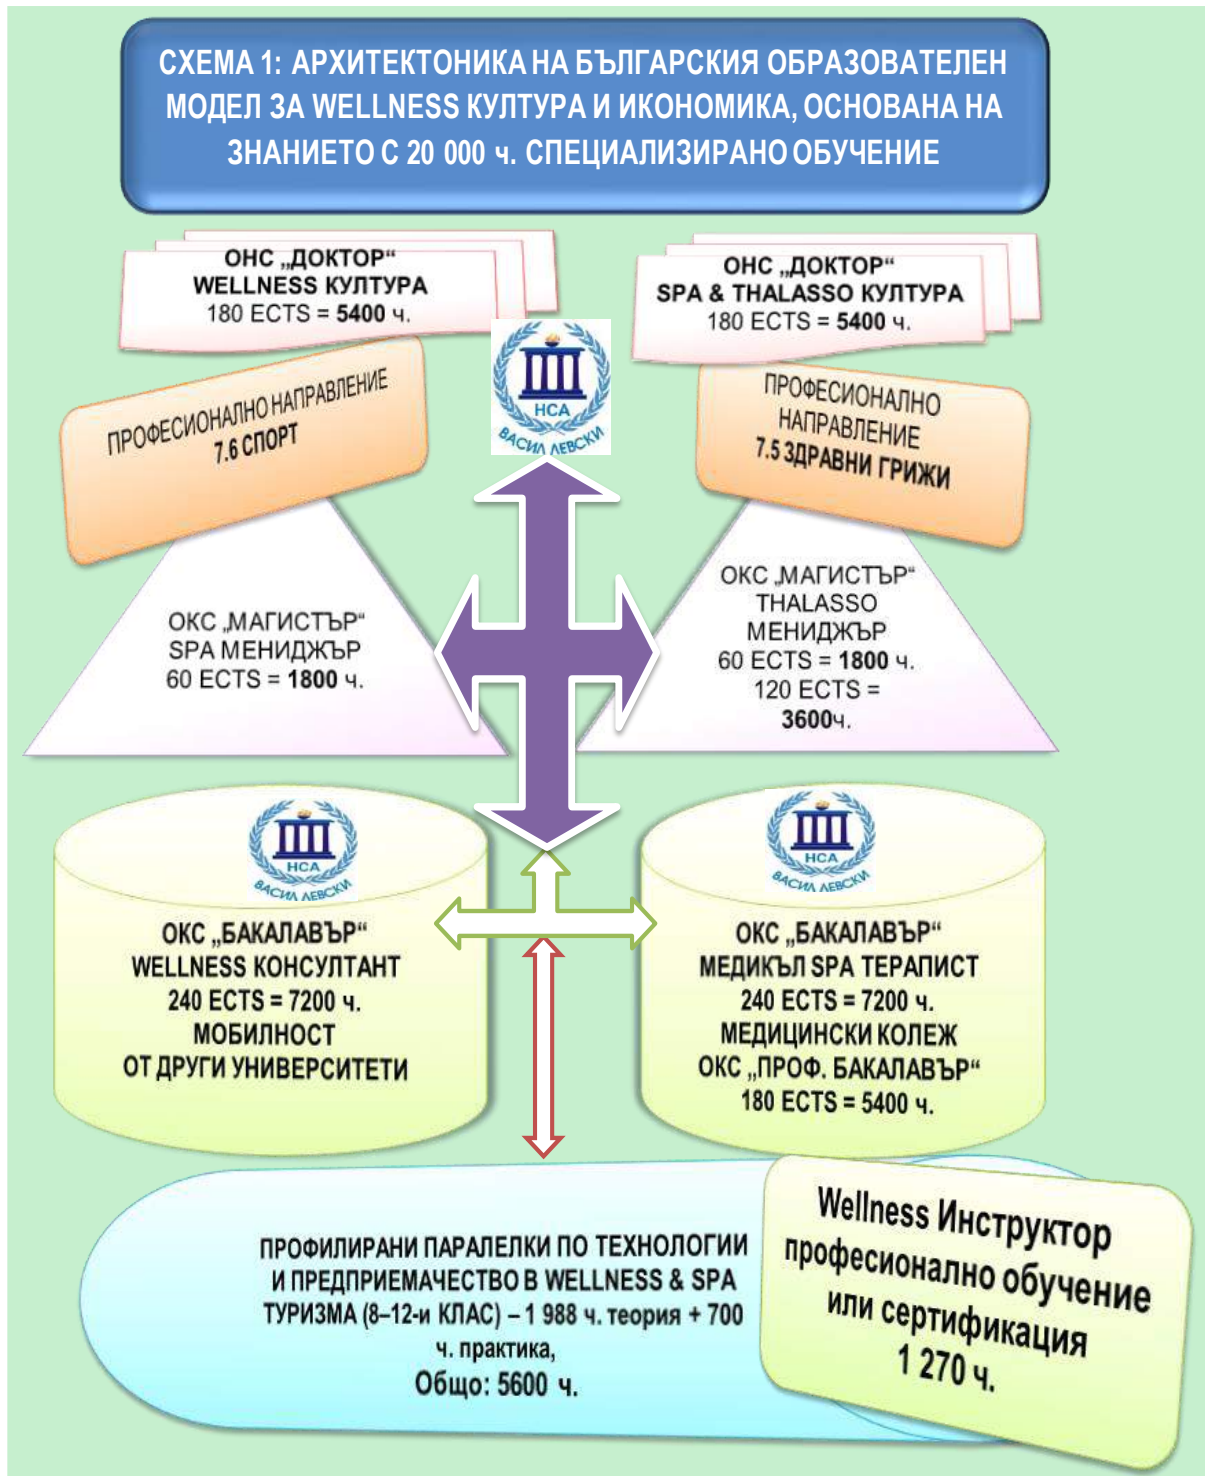 СХЕМА 1: АРХИТЕКТОНИКА НА БЪЛГАРСКИЯ ОБРАЗОВАТЕЛЕН
МОДЕЛ ЗА WELLNESS КУЛТУРА И ИКОНОМИКА, ОСНОВАНА НА
ЗНАНИЕТО С 20 000 ч. СПЕЦИАЛИЗИРАНО ОБУЧЕНИЕ
ОНС „ДОКТОР“
WELLNESS КУЛТУРА
180 ECTS = 5400 ч.
ОНС „ДОКТОР“
SPA & THALASSO КУЛТУРА
180 ECTS = 5400 ч.
НСА
ВАСИЛ ЛЕВСКИ
ПРОФЕСИОНАЛНО НАПРАВЛЕНИЕ
7.6 СПОРТ
ПРОФЕСИОНАЛНО
НАПРАВЛЕНИЕ
7.5 ЗДРАВНИ ГРИЖИ
ОКС „МАГИСТЪР“
SPA МЕНИДЖЪР
60 ECTS = 1800 ч.
ОКС „МАГИСТЪР“
THALASSO
МЕНИДЖЪР
60 ECTS = 1800 ч.
120 ECTS =
3600ч.
НСА
ВАСИЛ ЛЕВСКИ
ОКС „БАКАЛАВЪР“
WELLNESS КОНСУЛТАНТ
240 ECTS = 7200 ч.
МОБИЛНОСТ
ОТ ДРУГИ УНИВЕРСИТЕТИ
НСА
ВАСИЛ ЛЕВСКИ
ОКС „БАКАЛАВЪР“
МЕДИКЪЛ SPA ТЕРАПИСТ
240 ECTS = 7200 ч.
МЕДИЦИНСКИ КОЛЕЖ
ОКС „ПРОФ. БАКАЛАВЪР“
180 ECTS = 5400 ч.
ПРОФИЛИРАНИ ПАРАЛЕЛКИ ПО ТЕХНОЛОГИИ
И ПРЕДПРИЕМАЧЕСТВО В WELLNESS & SPA
ТУРИЗМА (8–12-и КЛАС) – 1 988 ч. теория + 700
ч. практика,
Общо: 5600 ч.
Wellness Инструктор
професионално обучение
или сертификация
1 270 ч.